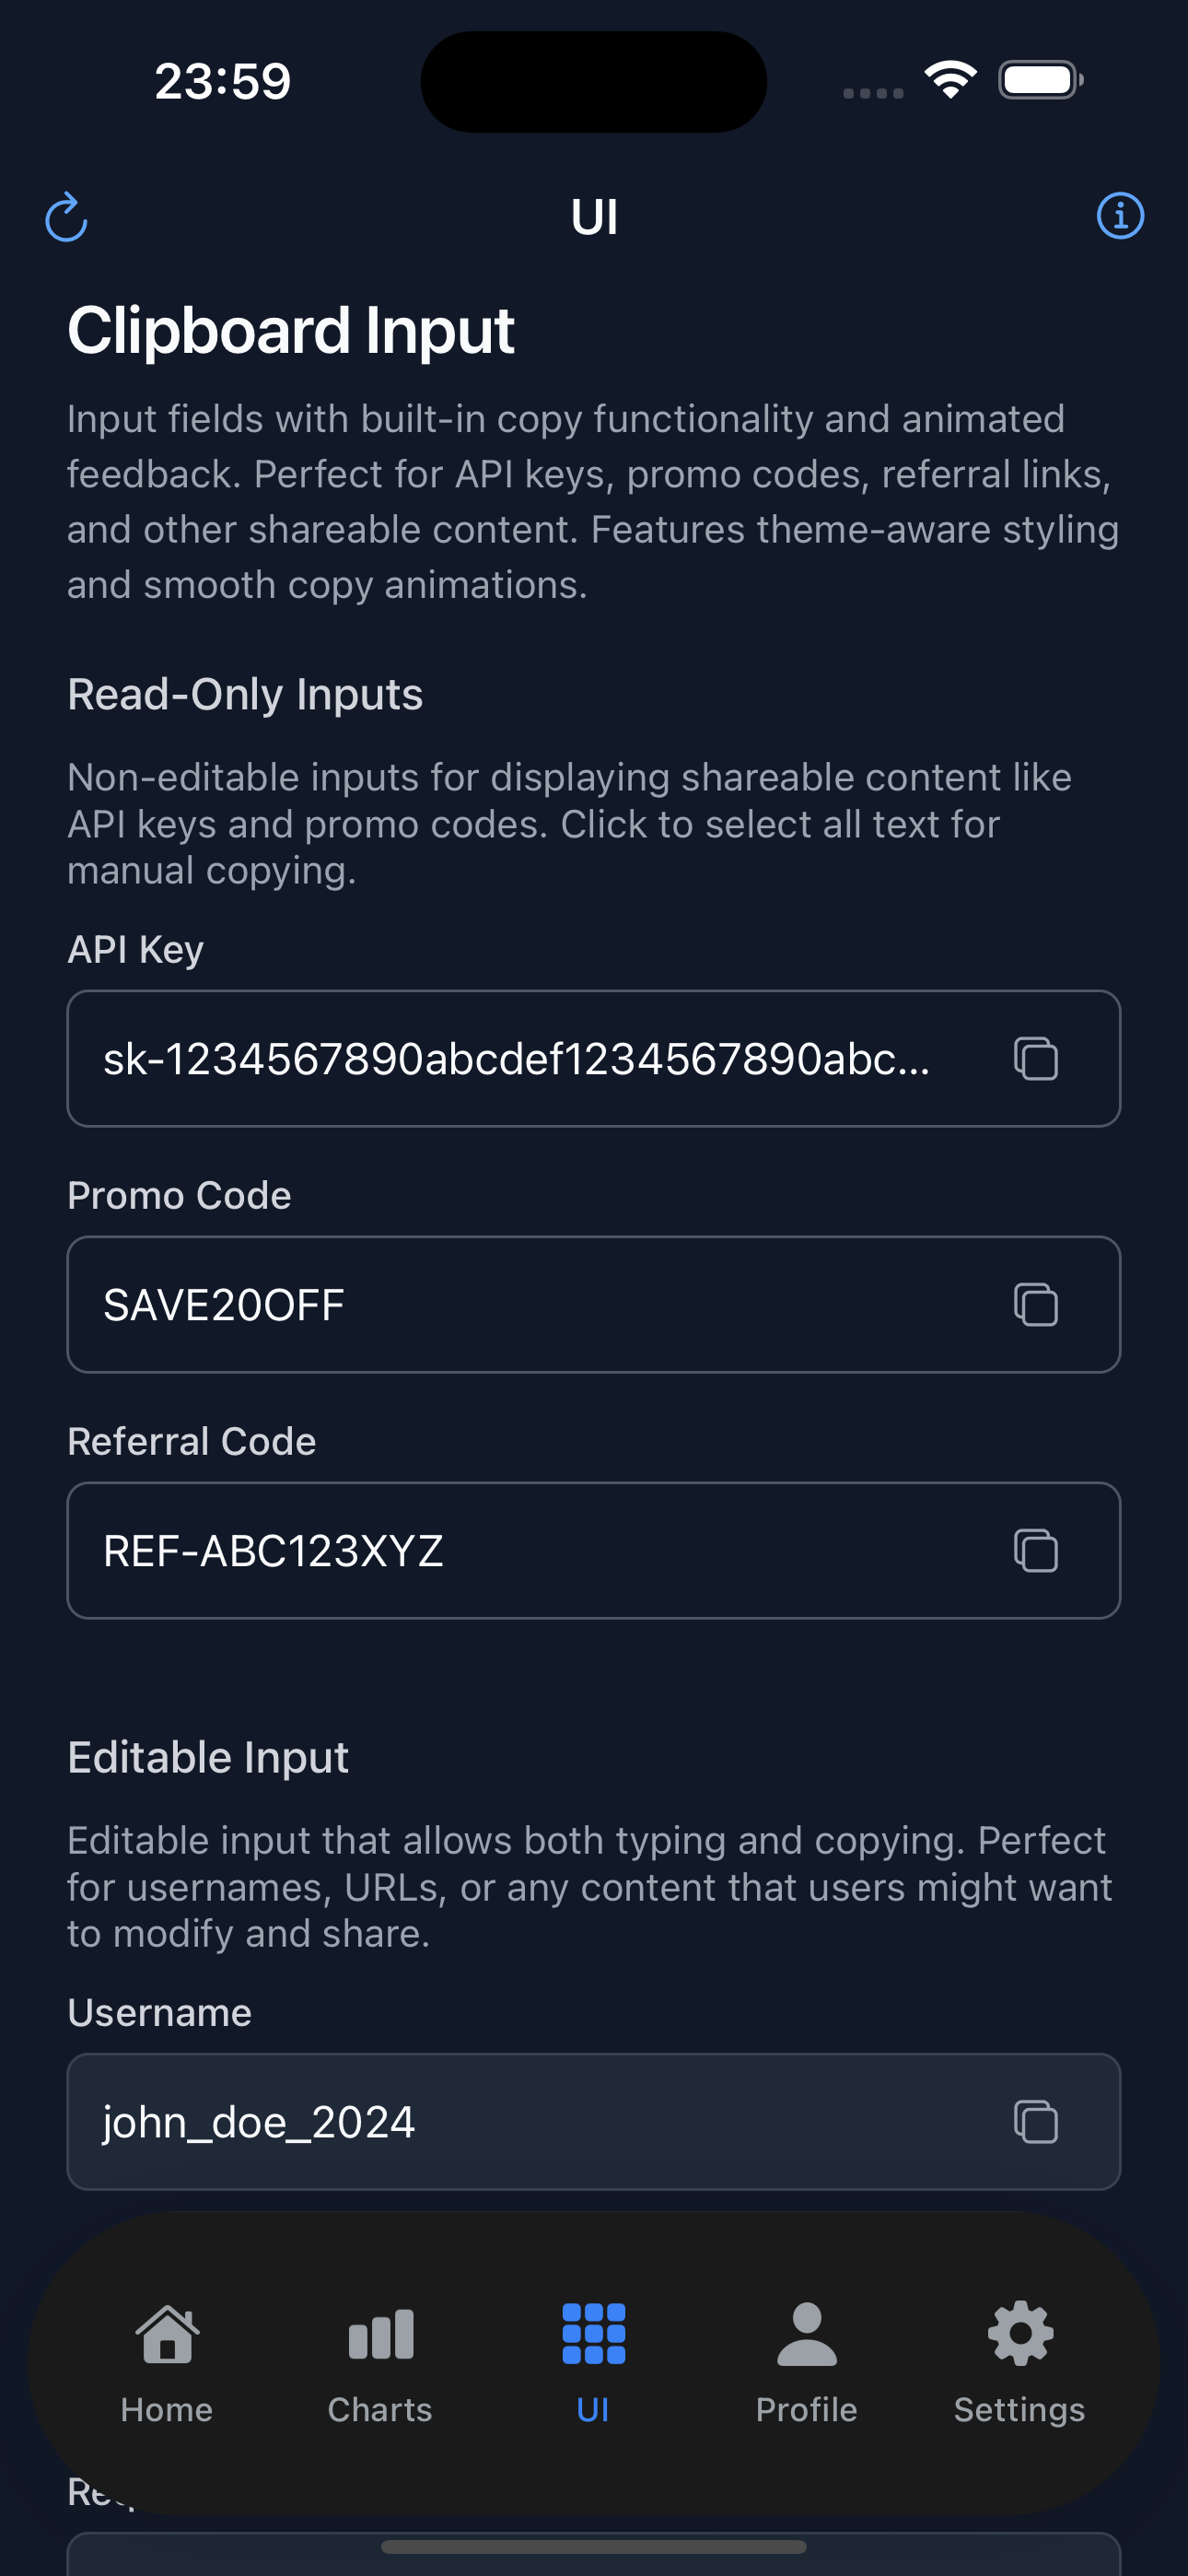 23:59
UI
Clipboard Input
Input fields with built-in copy functionality and animated
feedback. Perfect for API keys, promo codes, referral links,
and other shareable content. Features theme-aware styling
and smooth copy animations.
Read-Only Inputs
Non-editable inputs for displaying shareable content like
API keys and promo codes. Click to select all text for
manual copying.
API Key
sk-1234567890abcdef1234567890abc...
Promo Code
SAVE20OFF
Referral Code
REF-ABC123XYZ
Editable Input
Editable input that allows both typing and copying. Perfect
for usernames, URLs, or any content that users might want
to modify and share.
Username
john_doe_2024
Home
Charts
UI
Profile
Settings